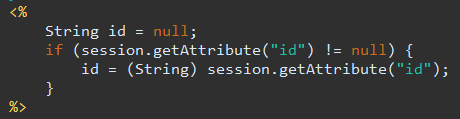 <%
    String id = null;
    if (session.getAttribute("id") != null) {
        id = (String) session.getAttribute("id");
    }
%>